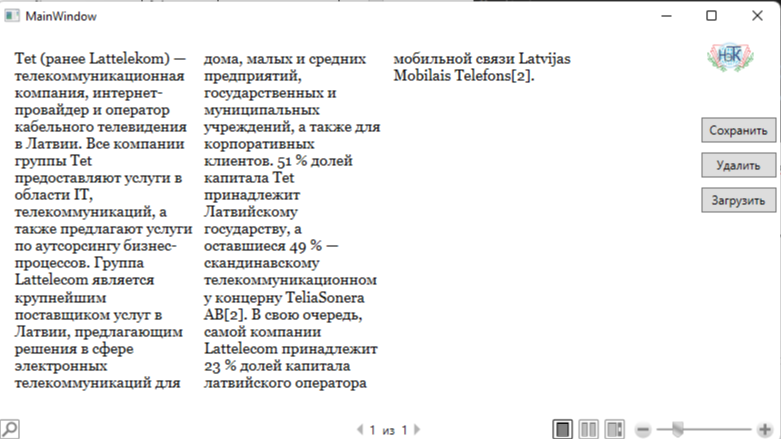 MainWindow
Tet (ранее Lattelekom) —
телекоммуникационная
компания, интернет-
провайдер и оператор
кабельного телевидения
в Латвии. Все компании
группы Tet
предоставляют услуги в
области IT,
телекоммуникаций, а
также предлагают услуги
по аутсорсингу бизнес-
процессов. Группа
Lattelecom является
крупнейшим
поставщиком услуг в
Латвии, предлагающим
решения в сфере
электронных
телекоммуникаций для
дома, малых и средних
предприятий,
государственных и
муниципальных
учреждений, а также для
корпоративных
клиентов. 51 % долей
капитала Tet
принадлежит
Латвийскому
государству, а
оставшиеся 49 % —
скандинавскому
телекоммуникационном
у концерну TeliaSonera
AB[2]. В свою очередь,
самой компании
Lattelecom принадлежит
23 % долей капитала
латвийского оператора
мобильной связи Latvijas
Mobilais Telefons[2].
Сохранить
Удалить
Загрузить
1 из 1